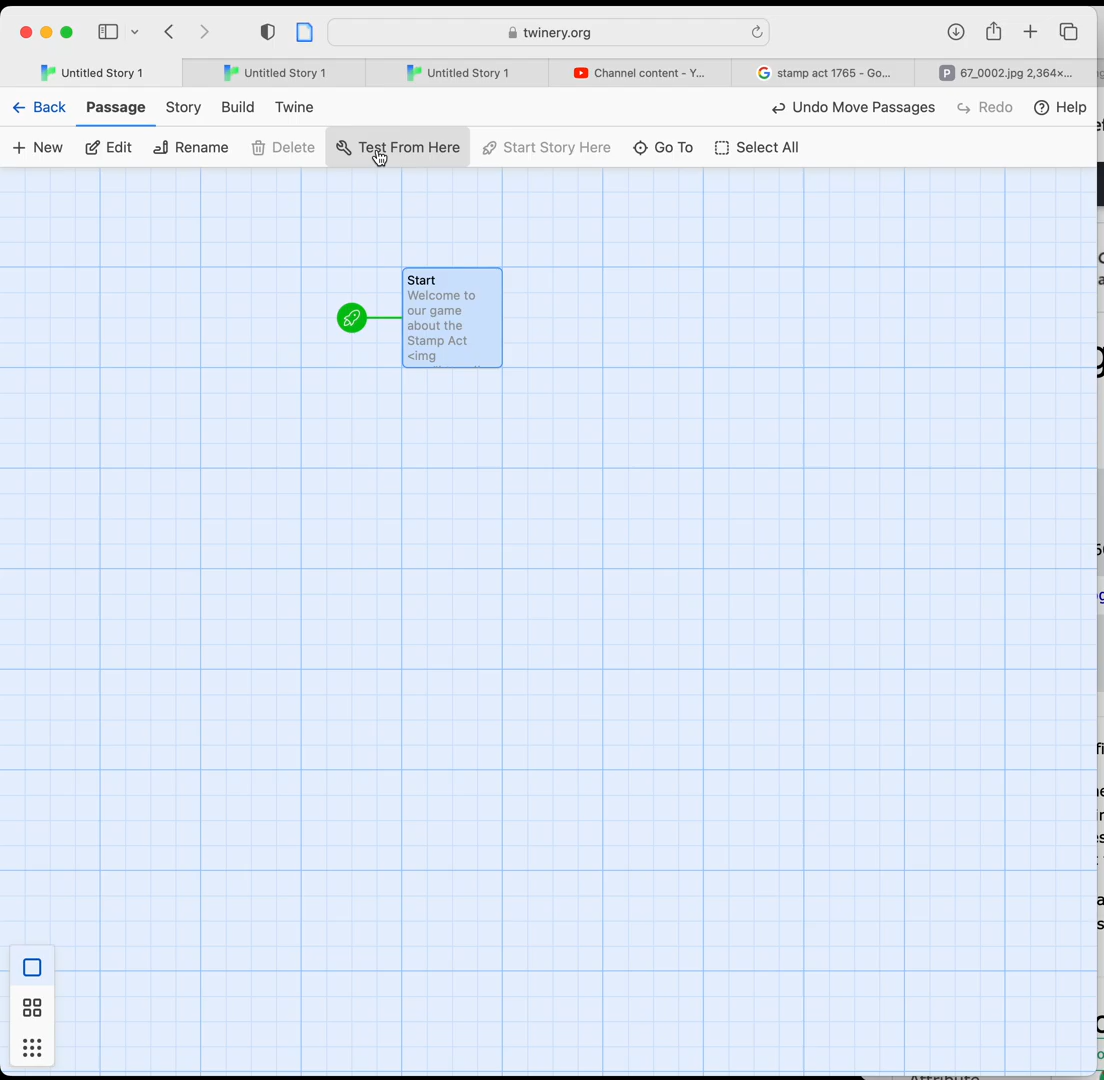 twinery.org
Untitled Story 1
Untitled Story 1
Untitled Story 1
Channel content - Y...
stamp act 1765 - Go...
P 67_0002.jpg 2,364×...
Back
Passage
Story
Build
Twine
Undo Move Passages
Redo
Help
New
Edit
Rename
Delete
Test From Here
Start Story Here
Go To
Select All
Start
Welcome to
our game
about the
Stamp Act
<img